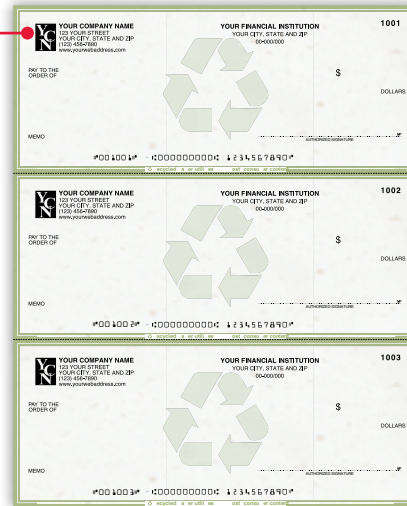 YCN
YOUR COMPANY NAME
123 YOUR STREET
YOUR CITY, STATE AND ZIP
(123) 456-7890
www.yourwebaddress.com
YOUR FINANCIAL INSTITUTION
YOUR CITY, STATE AND ZIP
00-000/000
1001
PAY TO THE
ORDER OF
$
DOLLARS
MEMO
AUTHORIZED SIGNATURE
⑈001001⑈ ⑆000000000⑆ 1234567890⑈
YCN
YOUR COMPANY NAME
123 YOUR STREET
YOUR CITY, STATE AND ZIP
(123) 456-7890
www.yourwebaddress.com
YOUR FINANCIAL INSTITUTION
YOUR CITY, STATE AND ZIP
00-000/000
1002
PAY TO THE
ORDER OF
$
DOLLARS
MEMO
AUTHORIZED SIGNATURE
⑈001002⑈ ⑆000000000⑆ 1234567890⑈
YCN
YOUR COMPANY NAME
123 YOUR STREET
YOUR CITY, STATE AND ZIP
(123) 456-7890
www.yourwebaddress.com
YOUR FINANCIAL INSTITUTION
YOUR CITY, STATE AND ZIP
00-000/000
1003
PAY TO THE
ORDER OF
$
DOLLARS
MEMO
AUTHORIZED SIGNATURE
⑈001003⑈ ⑆000000000⑆ 1234567890⑈